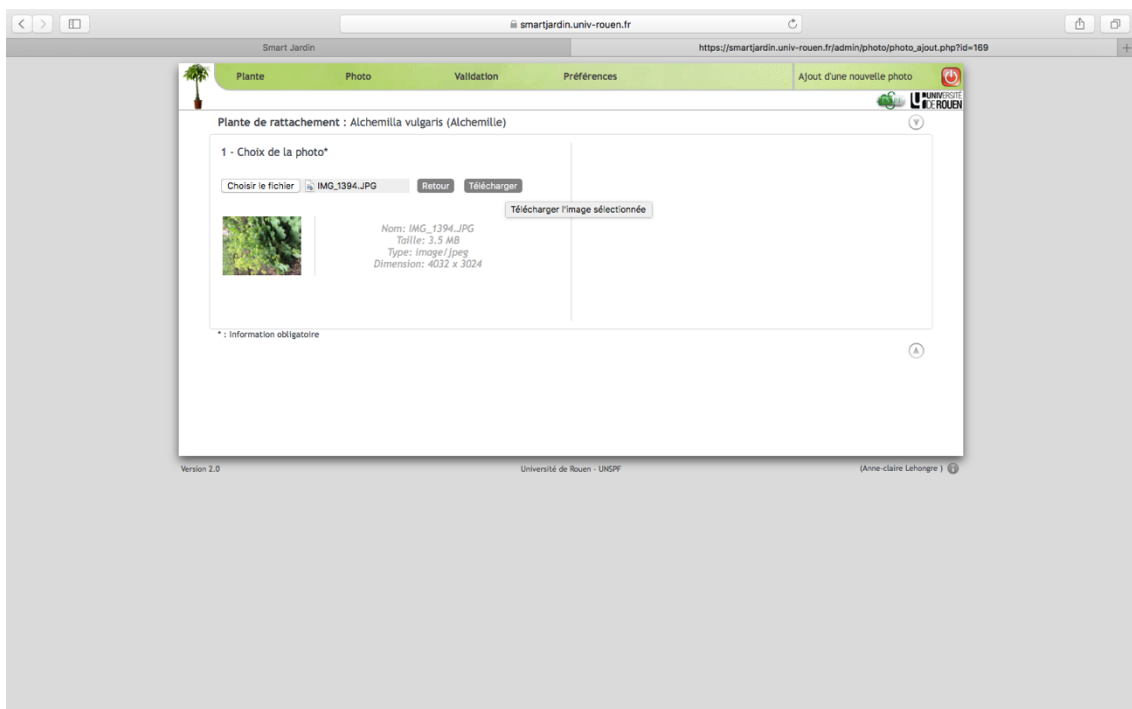 smartjardin.univ-rouen.fr
Smart Jardin
https://smartjardin.univ-rouen.fr/admin/photo/photo_ajout.php?id=169
Plante Photo Validation Préférences Ajout d'une nouvelle photo
UNIVERSITÉ
DE ROUEN
Plante de rattachement : Alchemilla vulgaris (Alchemille)
1 - Choix de la photo*
Choisir le fichier IMG_1394.JPG Retour Télécharger
Télécharger l'image sélectionnée
Nom: IMG_1394.JPG
Taille: 3.5 MB
Type: image/jpeg
Dimension: 4032 x 3024
* : Information obligatoire
Version 2.0 Université de Rouen - UNSPF (Anne-claire Lehongre )